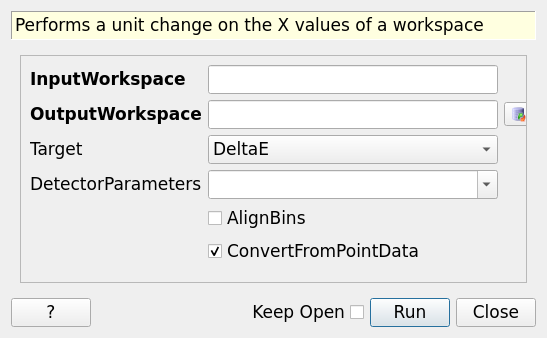 Performs a unit change on the X values of a workspace
InputWorkspace
OutputWorkspace
Target DeltaE
DetectorParameters
AlignBins
ConvertFromPointData
? Keep Open Run Close